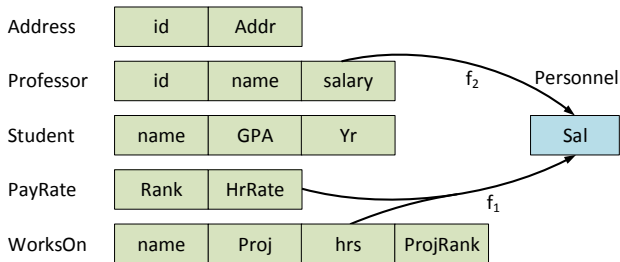 Address id Addr
Professor id name salary f2 Personnel
Student name GPA Yr Sal
PayRate Rank HrRate f1
WorksOn name Proj hrs ProjRank